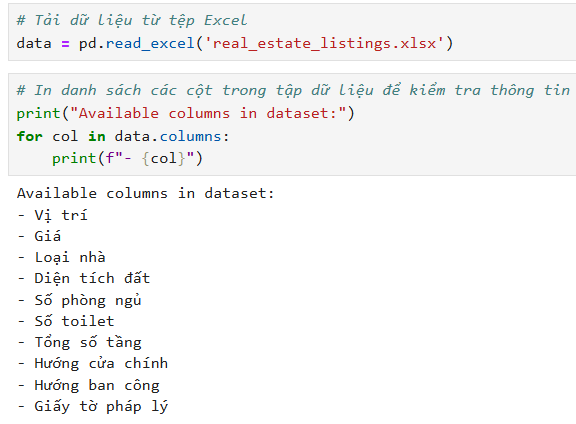 # Tải dữ liệu từ tệp Excel
data = pd.read_excel('real_estate_listings.xlsx')
# In danh sách các cột trong tập dữ liệu để kiểm tra thông tin
print("Available columns in dataset:")
for col in data.columns:
    print(f"- {col}")
Available columns in dataset:
- Vị trí
- Giá
- Loại nhà
- Diện tích đất
- Số phòng ngủ
- Số toilet
- Tổng số tầng
- Hướng cửa chính
- Hướng ban công
- Giấy tờ pháp lý